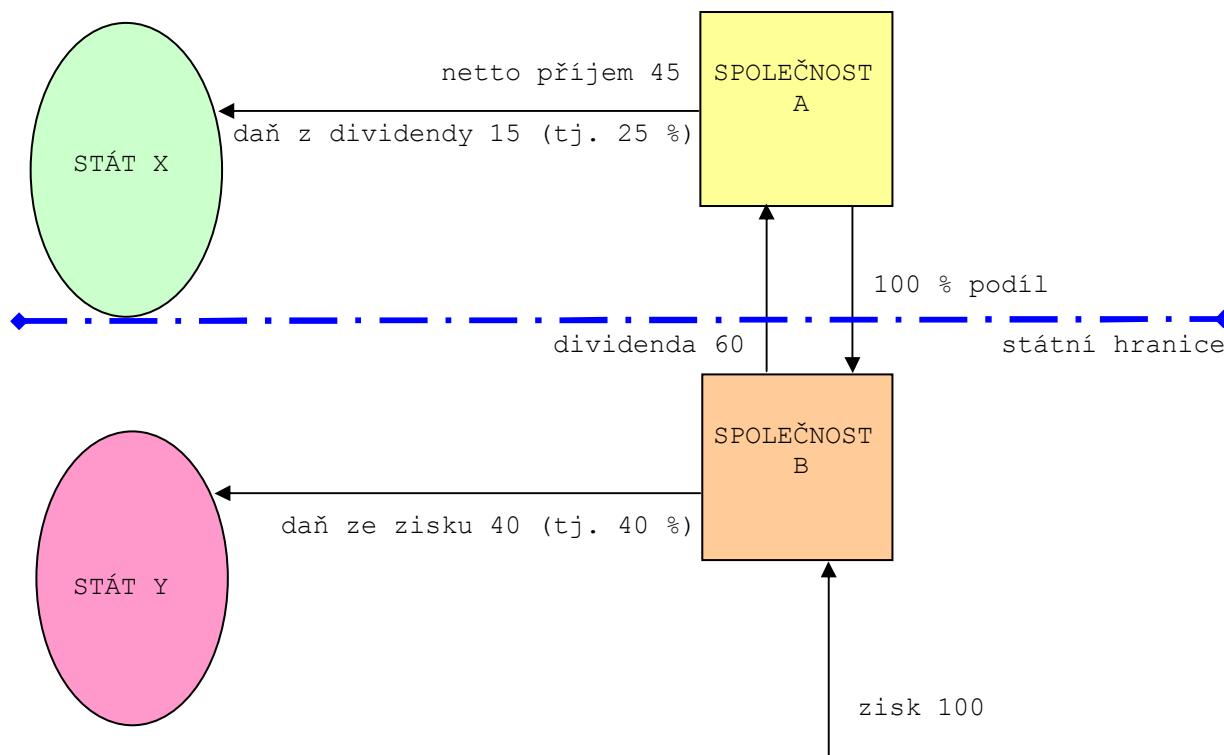 netto příjem 45
SPOLEČNOST
A
daň z dividendy 15 (tj. 25 %)
STÁT X
100 % podíl
dividenda 60
státní hranice
SPOLEČNOST
B
daň ze zisku 40 (tj. 40 %)
STÁT Y
zisk 100